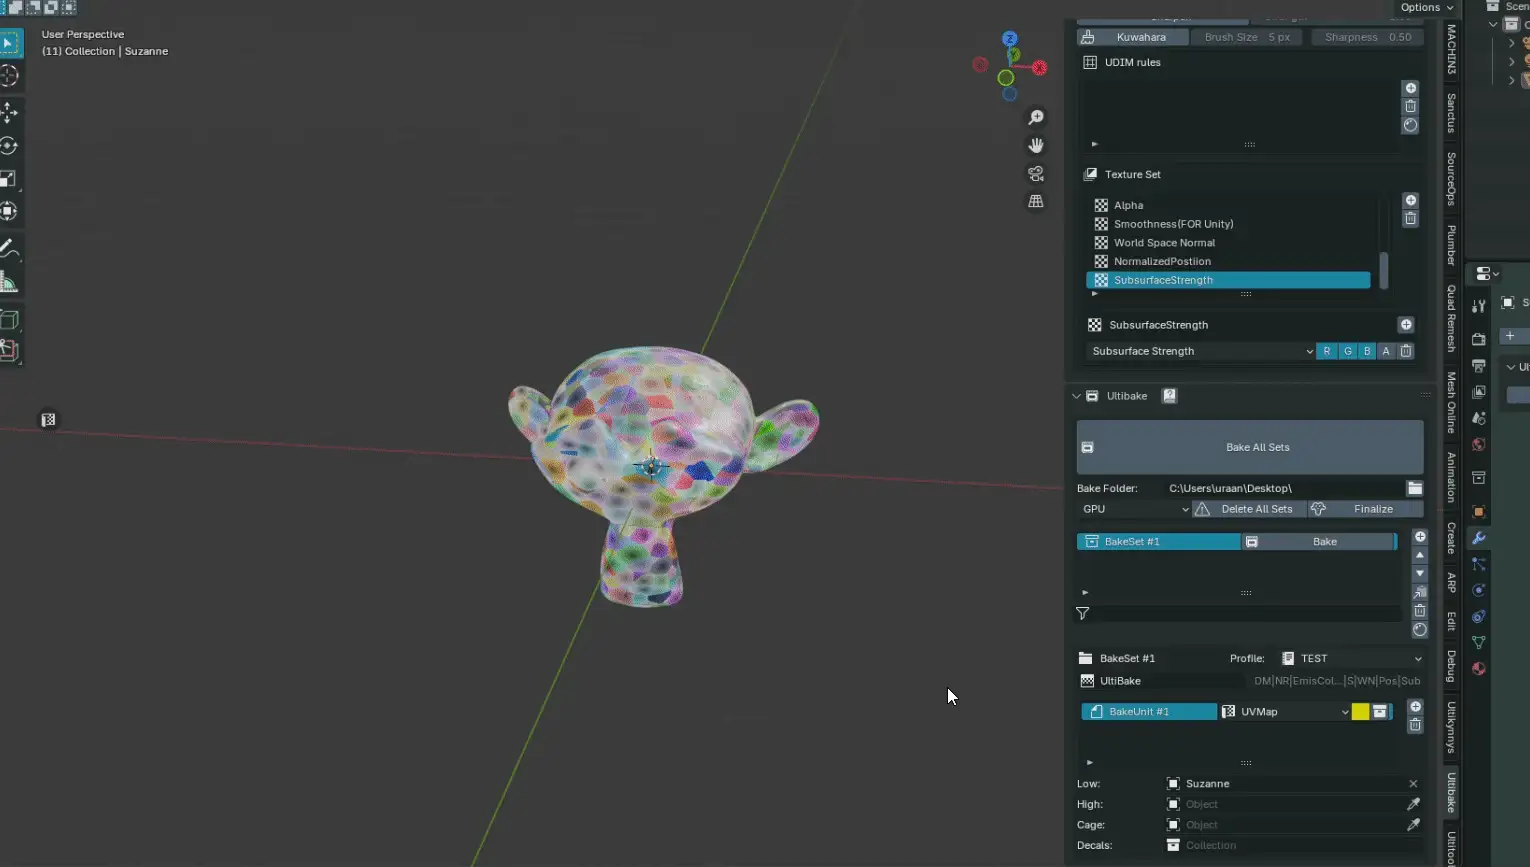 Options
Scen
User Perspective
(11) Collection | Suzanne
Z
Y
X
Kuwahara Brush Size 5 px Sharpness 0.50
UDIM rules
Texture Set
Alpha
Smoothness(FOR Unity)
World Space Normal
NormalizedPostiion
SubsurfaceStrength
SubsurfaceStrength
Subsurface Strength R G B A
Ultibake
Bake All Sets
Bake Folder: C:\Users\uraan\Desktop\
GPU Delete All Sets Finalize
BakeSet #1 Bake
BakeSet #1 Profile: TEST
UltiBake DM|NR|EmisCol...|S|WN|Pos|Sub
BakeUnit #1 UVMap
Low: Suzanne
High: Object
Cage: Object
Decals: Collection
MACHIN3
Sanctus
SourceOps
Plumber
Quad Remesh
Mesh Online
Animation
Create
ARP
Edit
Debug
Ultikynnys
Ultibake
Ultitool
C
S
Ul